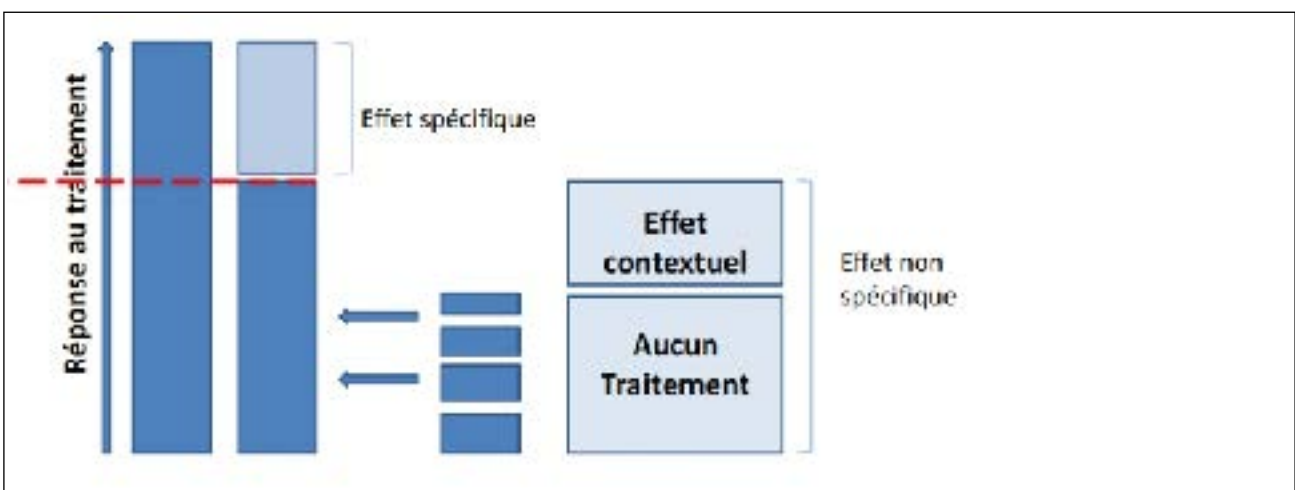 Réponse au traitement
Effet spécifique
Effet
contextuel
Aucun
Traitement
Effet non
spécifique